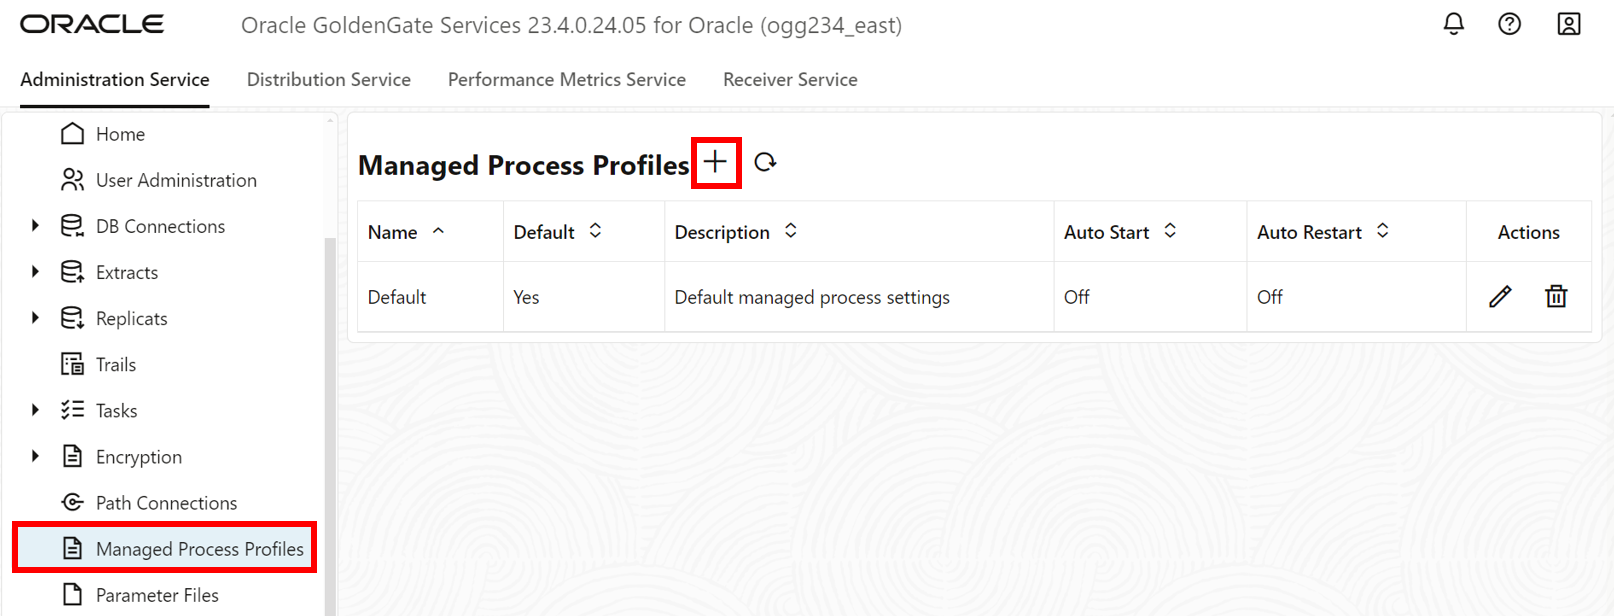 ORACLE Oracle GoldenGate Services 23.4.0.24.05 for Oracle (ogg234_east)
Administration Service Distribution Service Performance Metrics Service Receiver Service
Home
User Administration
DB Connections
Extracts
Replicats
Trails
Tasks
Encryption
Path Connections
Managed Process Profiles
Parameter Files
Managed Process Profiles
Name Default Description Auto Start Auto Restart Actions
Default Yes Default managed process settings Off Off